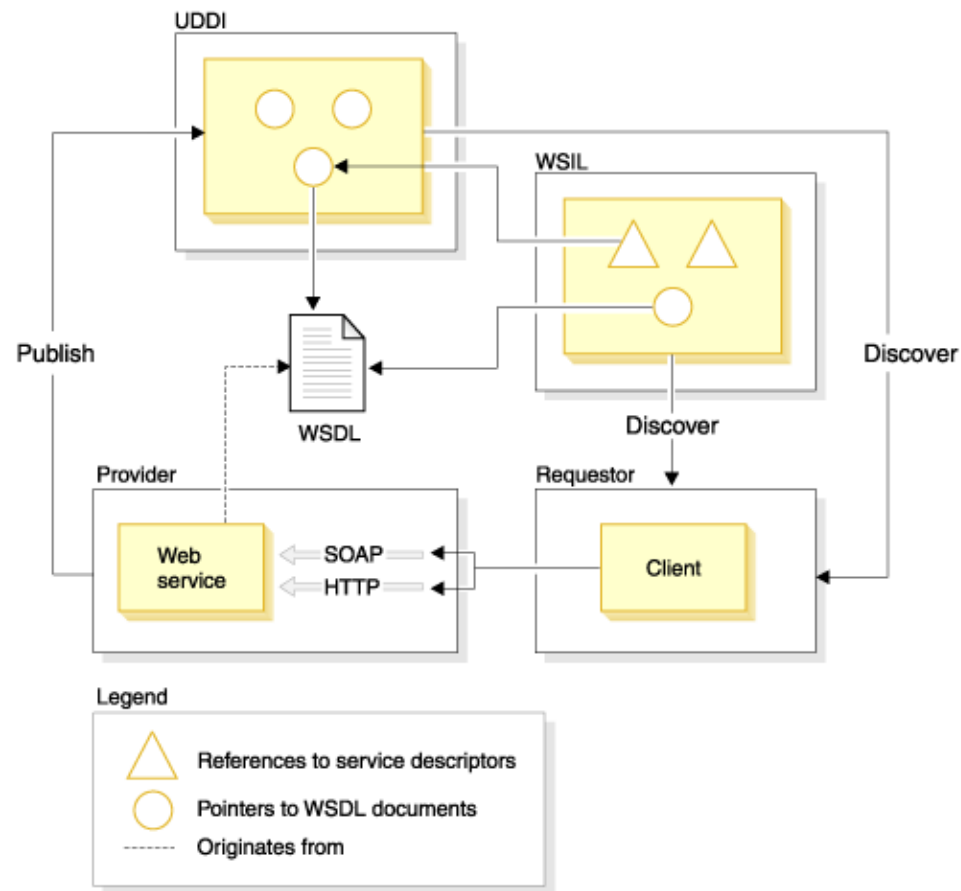 UDDI
WSIL
Publish
Discover
WSDL
Discover
Provider
Requestor
Web
service
SOAP
HTTP
Client
Legend
References to service descriptors
Pointers to WSDL documents
Originates from